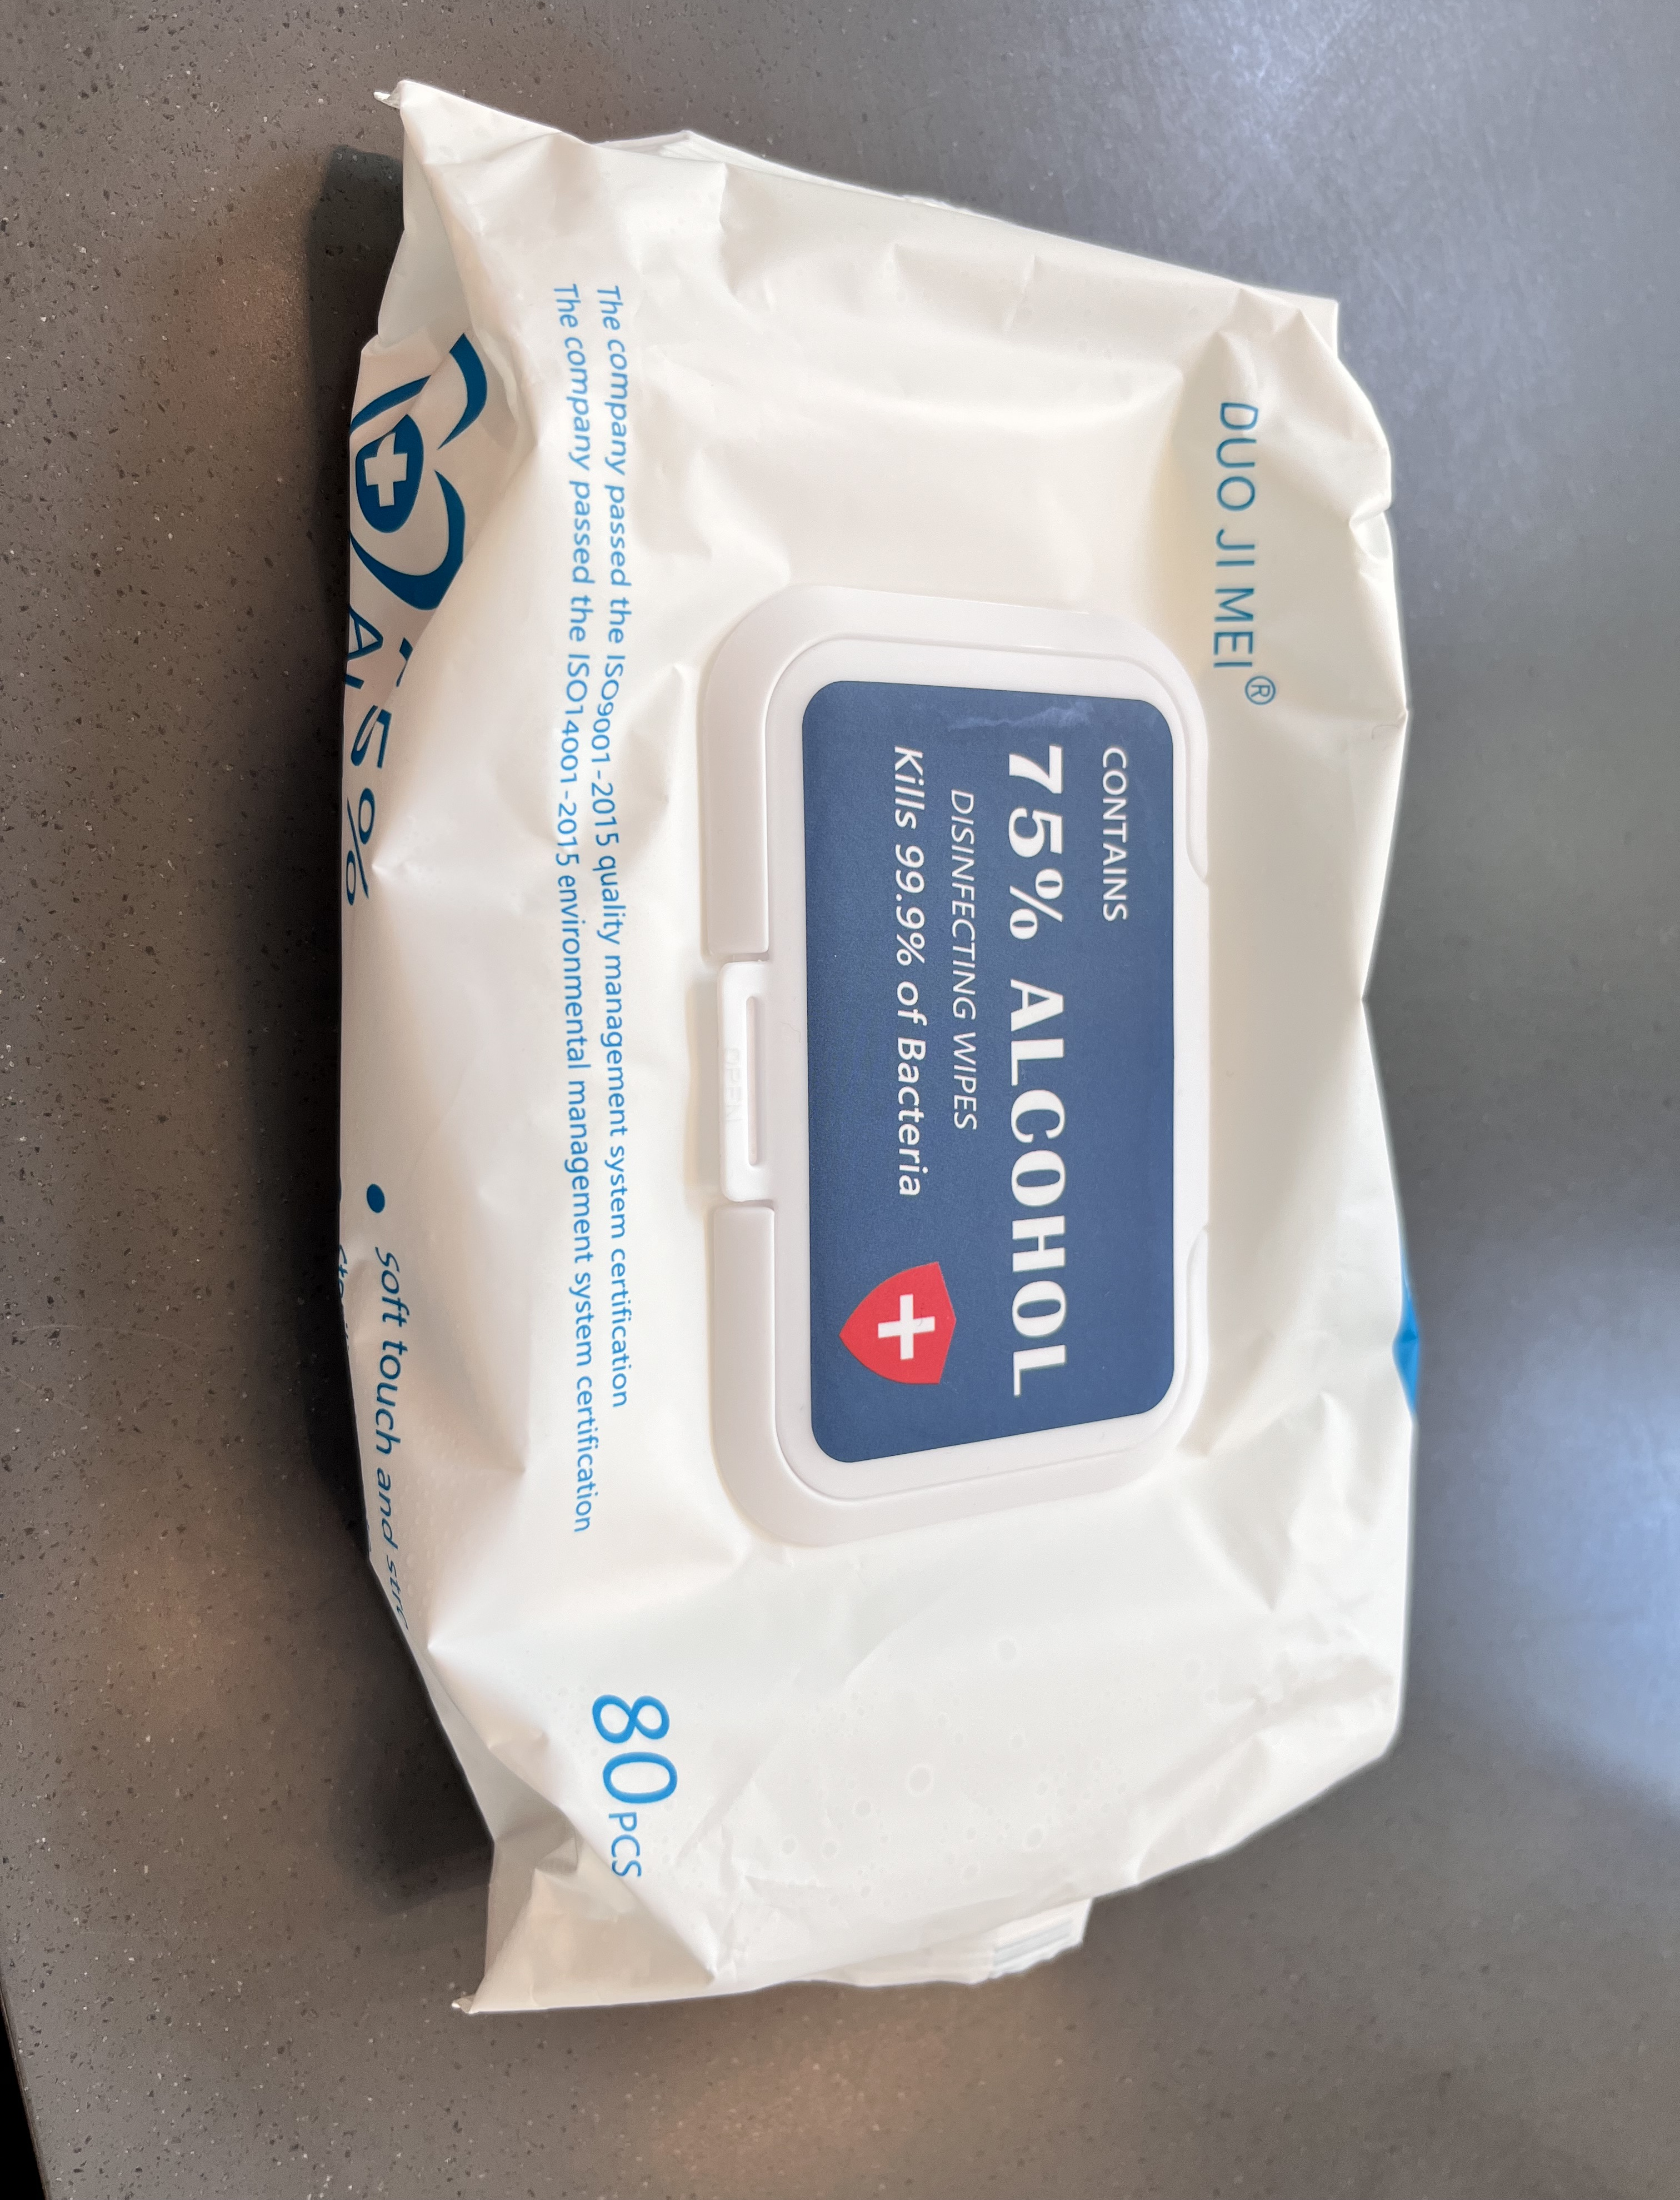 DUO JI MEI®
CONTAINS
75% ALCOHOL
DISINFECTING WIPES
Kills 99.9% of Bacteria
OPEN
The company passed the ISO9001-2015 quality management system certification
The company passed the ISO14001-2015 environmental management system certification
80PCS
75%
• Soft touch and